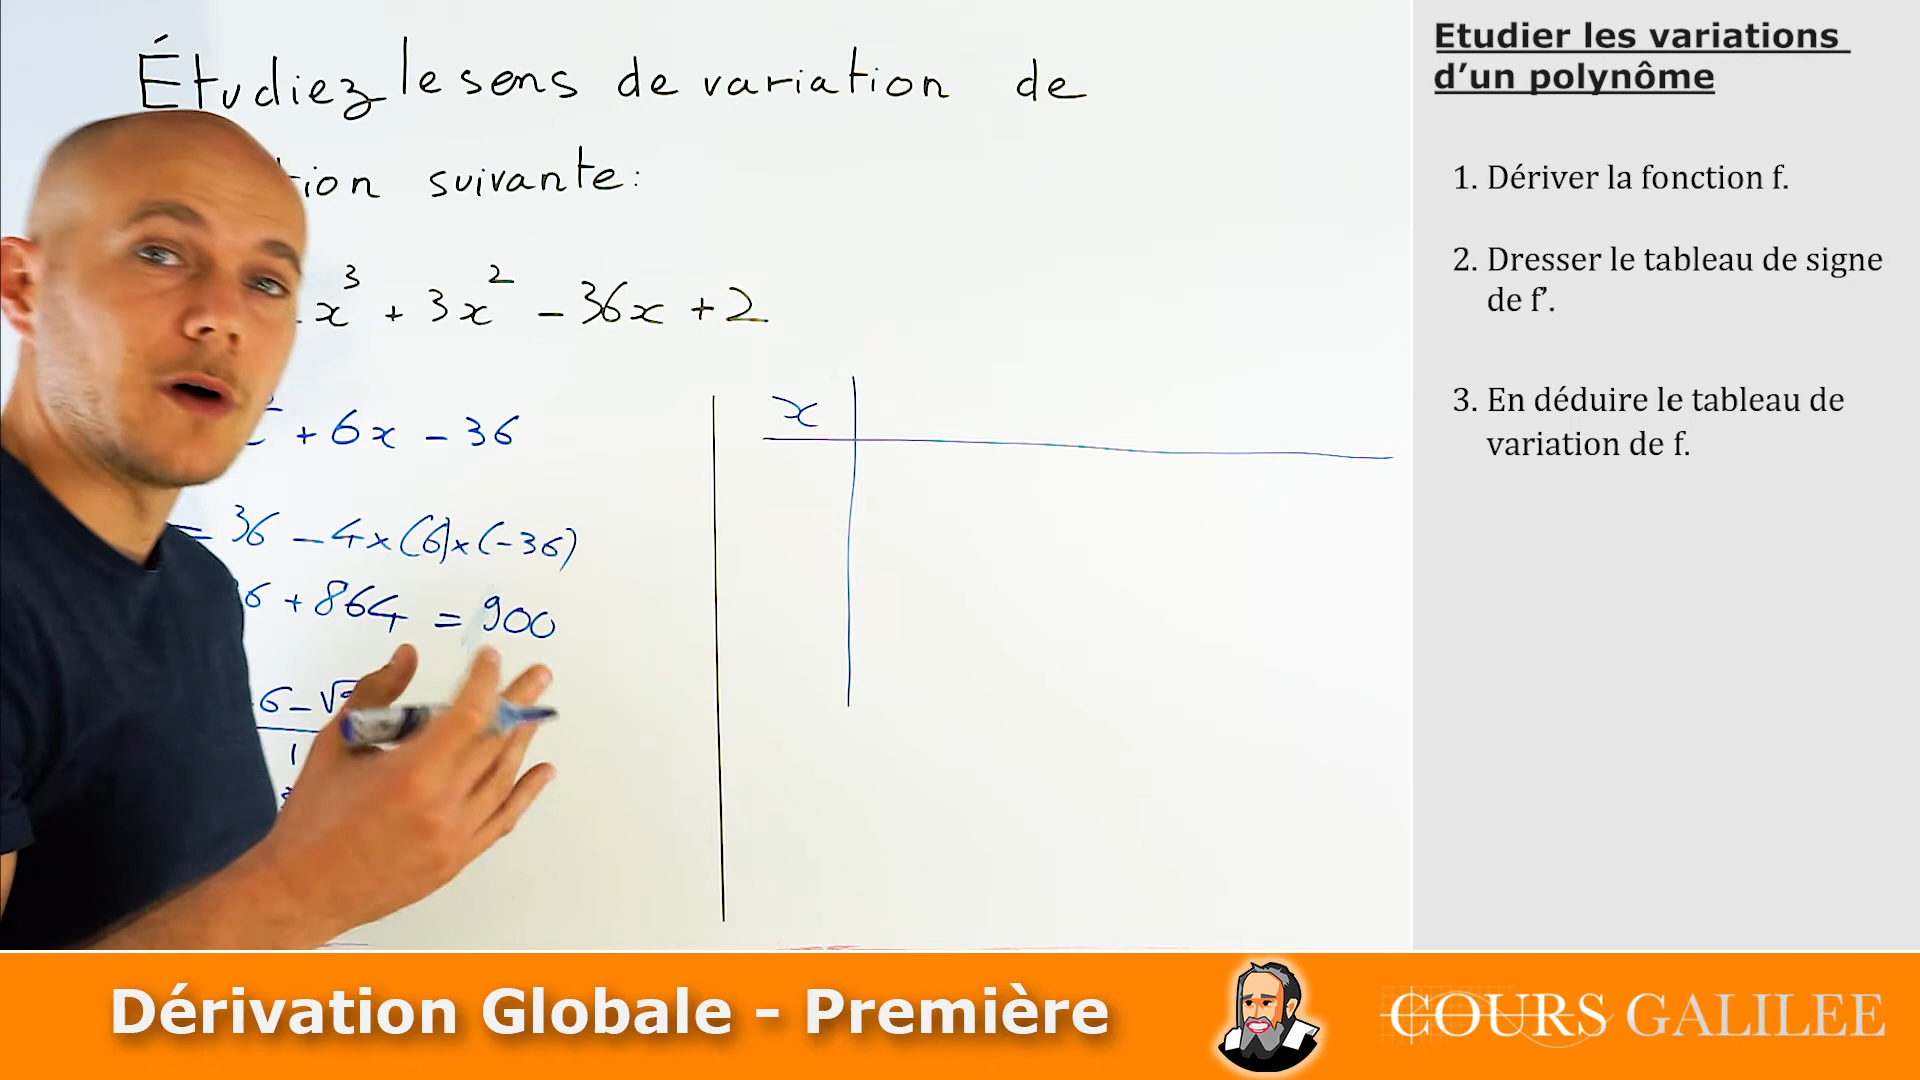 Étudiez le sens de variation de
tion suivante:
x³ + 3x² - 36x + 2
+ 6x - 36
= 36 - 4×(6)×(-36)
6 + 864 = 900
6 - √
1
x
Etudier les variations
d’un polynôme
1. Dériver la fonction f.
2. Dresser le tableau de signe
de f’.
3. En déduire le tableau de
variation de f.
Dérivation Globale - Première
COURS GALILEE